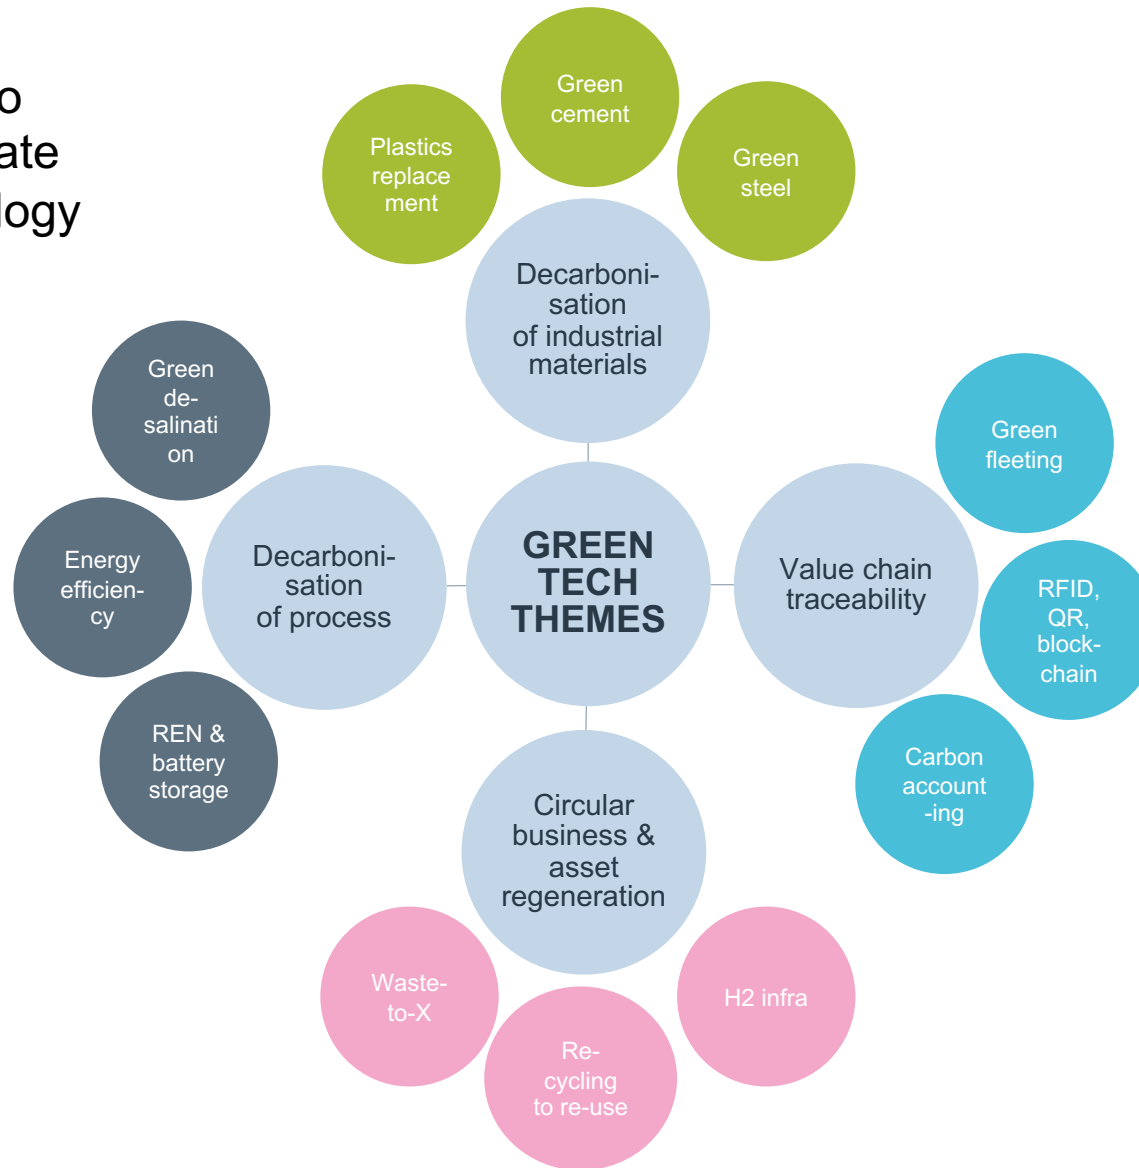 o
ate
logy
Green
cement
Plastics
replace
ment
Green
steel
Decarboni-
sation
of industrial
materials
Green
de-
salinati
on
Green
fleeting
Energy
efficien-
cy
Decarboni-
sation
of process
GREEN
TECH
THEMES
Value chain
traceability
RFID,
QR,
block-
chain
REN &
battery
storage
Carbon
account
-ing
Circular
business &
asset
regeneration
Waste-
to-X
H2 infra
Re-
cycling
to re-use